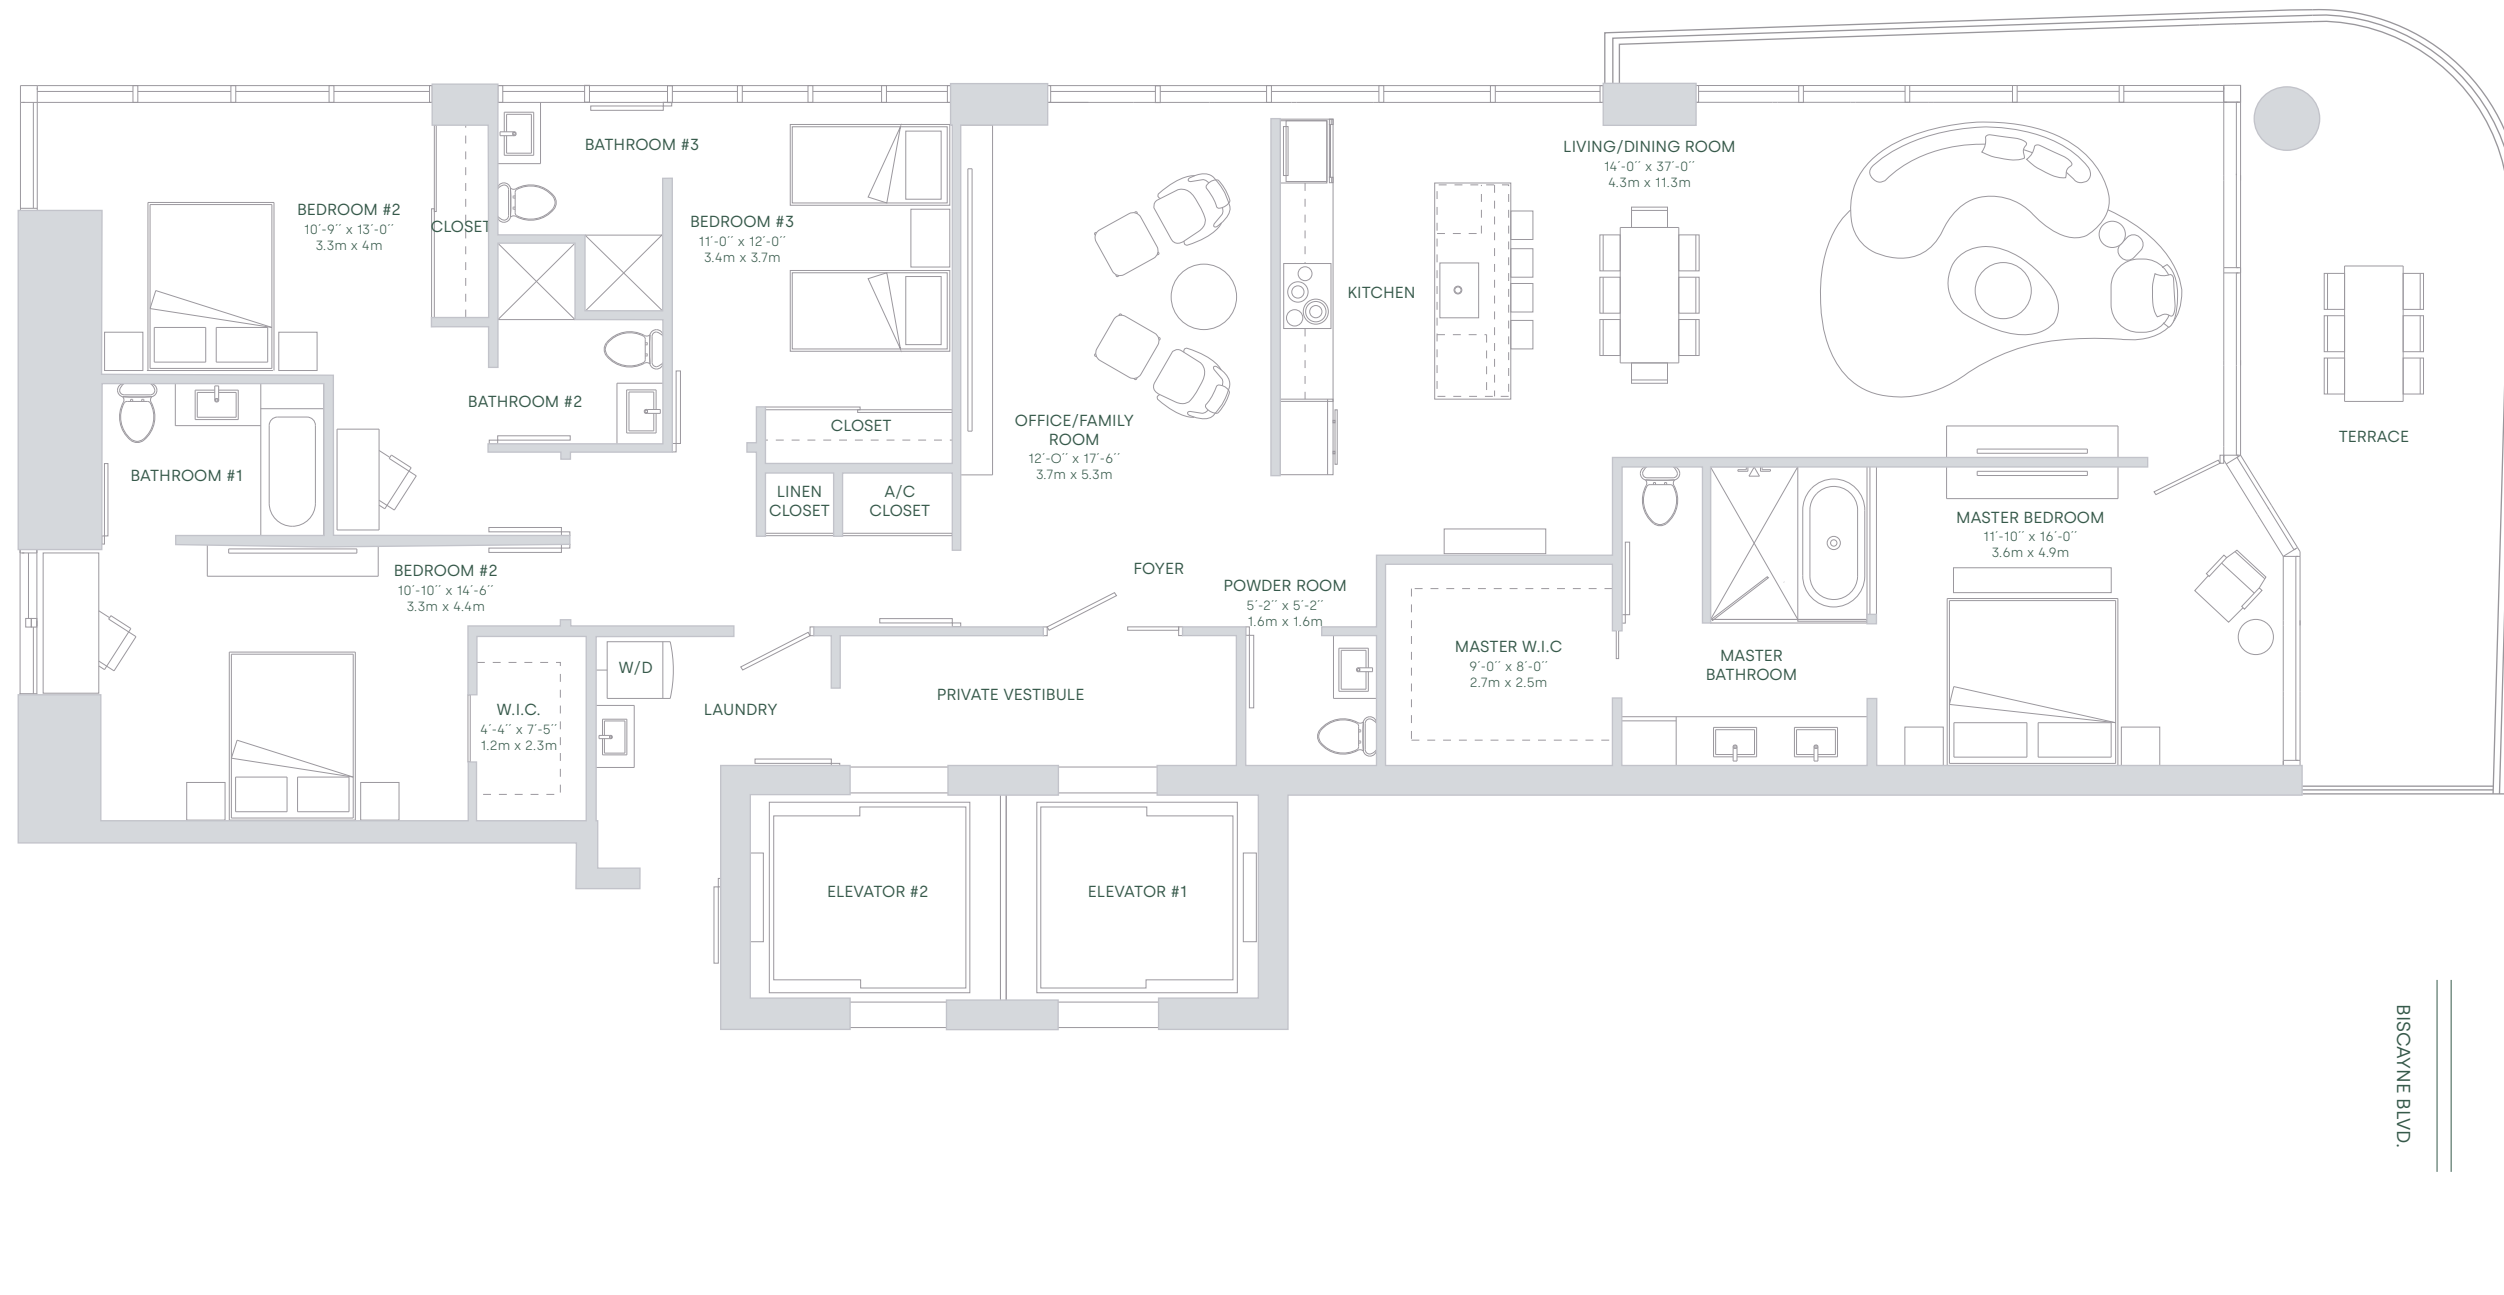 BATHROOM #3
LIVING/DINING ROOM
14´-0´´ x 37´-0´´
4.3m x 11.3m
BEDROOM #2
10´-9´´ x 13´-0´´
3.3m x 4m
CLOSET
BEDROOM #3
11´-0´´ x 12´-0´´
3.4m x 3.7m
KITCHEN
BATHROOM #2
CLOSET
OFFICE/FAMILY
ROOM
12´-O´´ x 17´-6´´
3.7m x 5.3m
TERRACE
BATHROOM #1
LINEN
CLOSET
A/C
CLOSET
MASTER BEDROOM
11´-10´´ x 16´-0´´
3.6m x 4.9m
BEDROOM #2
10´-10´´ x 14´-6´´
3.3m x 4.4m
FOYER
POWDER ROOM
5´-2´´ x 5´-2´´
1.6m x 1.6m
MASTER W.I.C
9´-0´´ x 8´-0´´
2.7m x 2.5m
MASTER
BATHROOM
W/D
W.I.C.
4´-4´´ x 7´-5´´
1.2m x 2.3m
LAUNDRY
PRIVATE VESTIBULE
ELEVATOR #2
ELEVATOR #1
BISCAYNE BLVD.